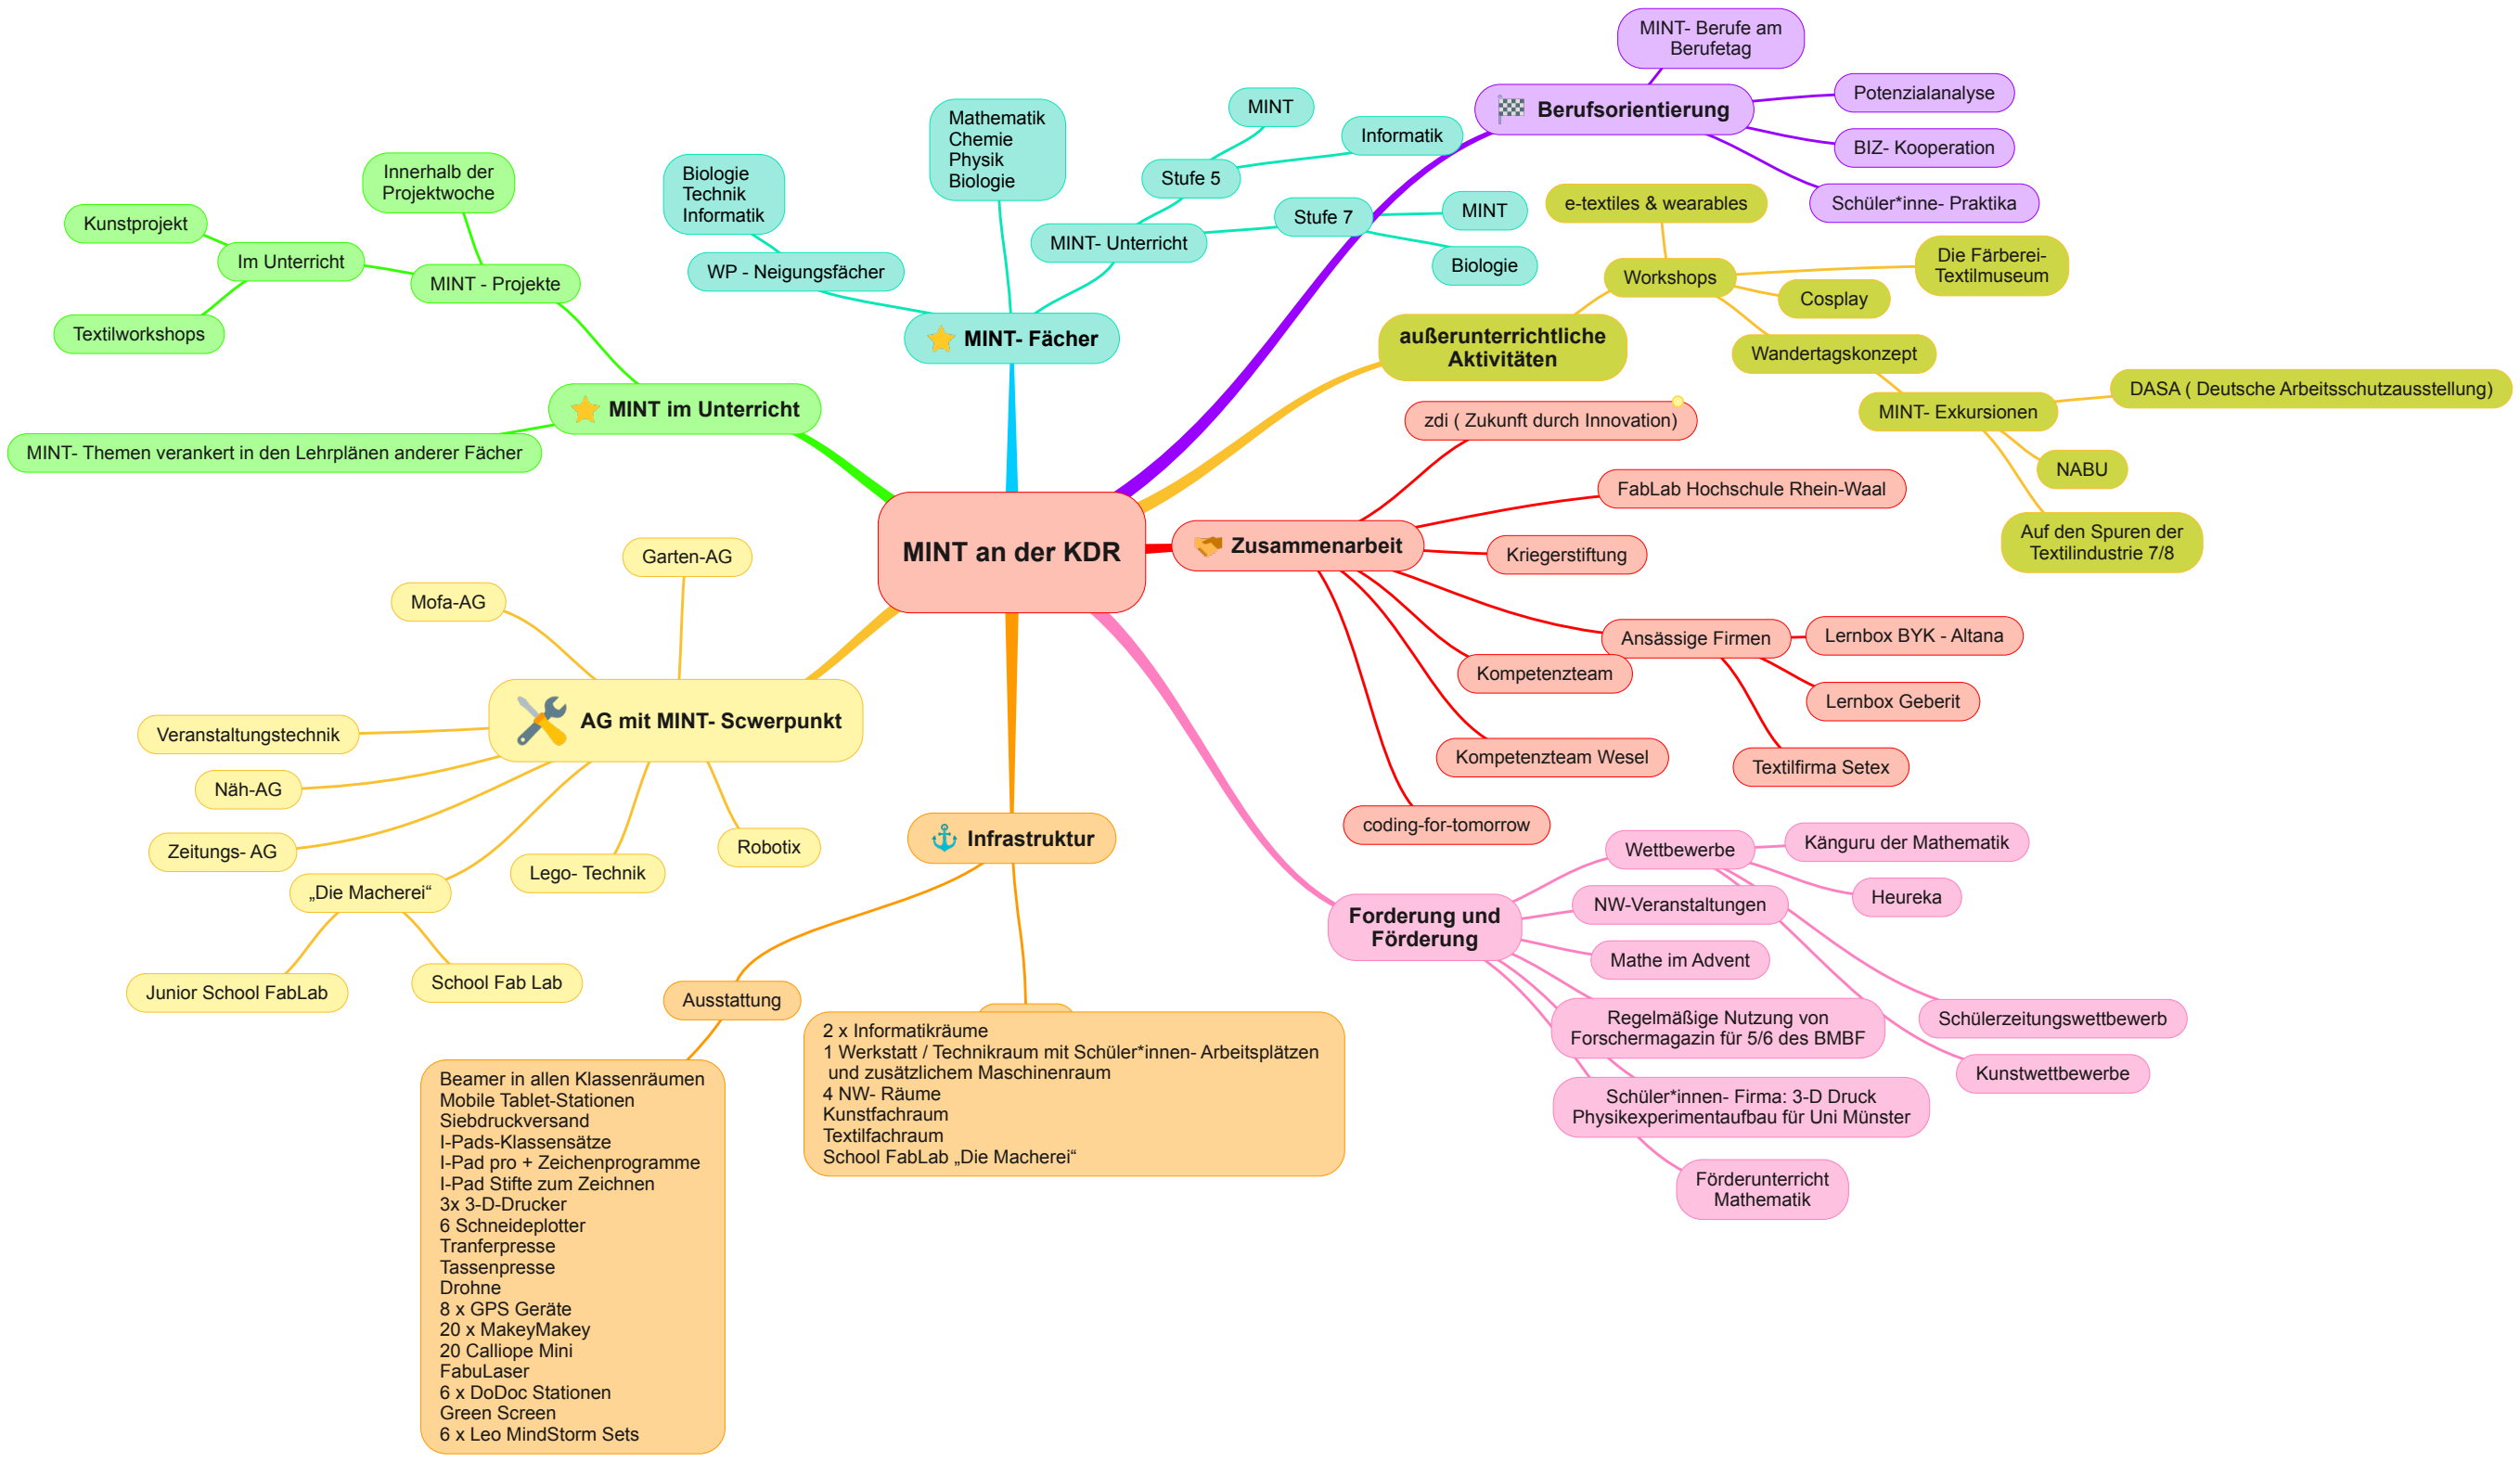 MINT an der KDR
MINT im Unterricht
MINT - Projekte
Innerhalb der
Projektwoche
Im Unterricht
Kunstprojekt
Textilworkshops
MINT- Themen verankert in den Lehrplänen anderer Fächer
MINT- Fächer
WP - Neigungsfächer
Biologie
Technik
Informatik
Mathematik
Chemie
Physik
Biologie
MINT- Unterricht
Stufe 5
MINT
Informatik
Stufe 7
MINT
Biologie
Berufsorientierung
MINT- Berufe am
Berufetag
Potenzialanalyse
BIZ- Kooperation
Schüler*inne- Praktika
außerunterrichtliche
Aktivitäten
Workshops
e-textiles & wearables
Die Färberei-
Textilmuseum
Cosplay
Wandertagskonzept
MINT- Exkursionen
DASA ( Deutsche Arbeitsschutzausstellung)
NABU
Auf den Spuren der
Textilindustrie 7/8
Zusammenarbeit
zdi ( Zukunft durch Innovation)
FabLab Hochschule Rhein-Waal
Kriegerstiftung
Ansässige Firmen
Lernbox BYK - Altana
Lernbox Geberit
Textilfirma Setex
Kompetenzteam
Kompetenzteam Wesel
coding-for-tomorrow
Forderung und
Förderung
Wettbewerbe
Känguru der Mathematik
Heureka
Schülerzeitungswettbewerb
Kunstwettbewerbe
NW-Veranstaltungen
Mathe im Advent
Regelmäßige Nutzung von
Forschermagazin für 5/6 des BMBF
Schüler*innen- Firma: 3-D Druck
Physikexperimentaufbau für Uni Münster
Förderunterricht
Mathematik
Infrastruktur
Ausstattung
Beamer in allen Klassenräumen
Mobile Tablet-Stationen
Siebdruckversand
I-Pads-Klassensätze
I-Pad pro + Zeichenprogramme
I-Pad Stifte zum Zeichnen
3x 3-D-Drucker
6 Schneideplotter
Tranferpresse
Tassenpresse
Drohne
8 x GPS Geräte
20 x MakeyMakey
20 Calliope Mini
FabuLaser
6 x DoDoc Stationen
Green Screen
6 x Leo MindStorm Sets
2 x Informatikräume
1 Werkstatt / Technikraum mit Schüler*innen- Arbeitsplätzen
und zusätzlichem Maschinenraum
4 NW- Räume
Kunstfachraum
Textilfachraum
School FabLab „Die Macherei“
AG mit MINT- Scwerpunkt
Garten-AG
Mofa-AG
Veranstaltungstechnik
Näh-AG
Zeitungs- AG
„Die Macherei“
Junior School FabLab
School Fab Lab
Lego- Technik
Robotix